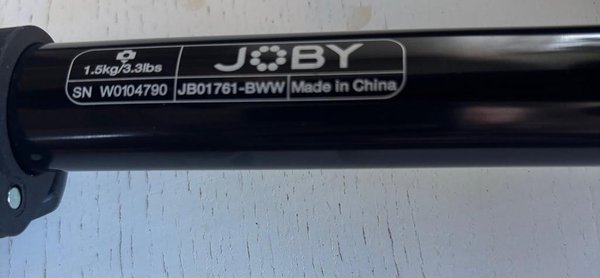 JOBY
1.5kg/3.3lbs
SN W0104790 JB01761-BWW Made in China